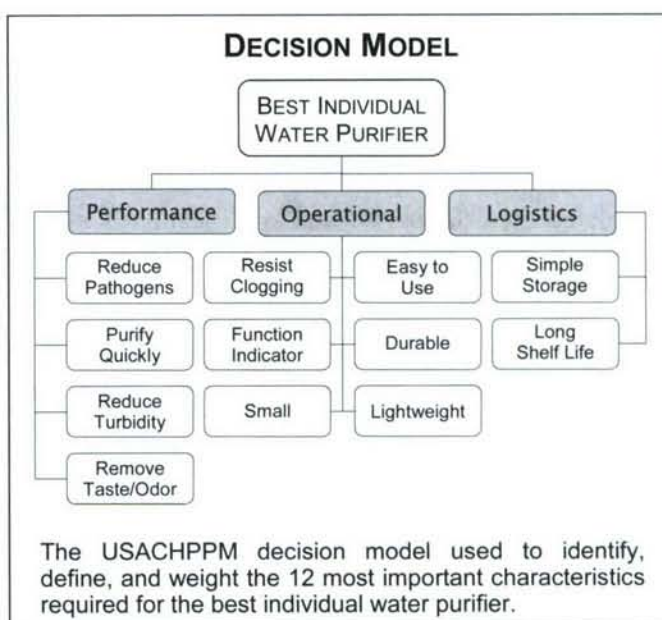 DECISION MODEL
BEST INDIVIDUAL
WATER PURIFIER
Performance
Operational
Logistics
Reduce
Pathogens
Resist
Clogging
Easy to
Use
Simple
Storage
Purify
Quickly
Function
Indicator
Durable
Long
Shelf Life
Reduce
Turbidity
Small
Lightweight
Remove
Taste/Odor
The USACHPPM decision model used to identify,
define, and weight the 12 most important characteristics
required for the best individual water purifier.